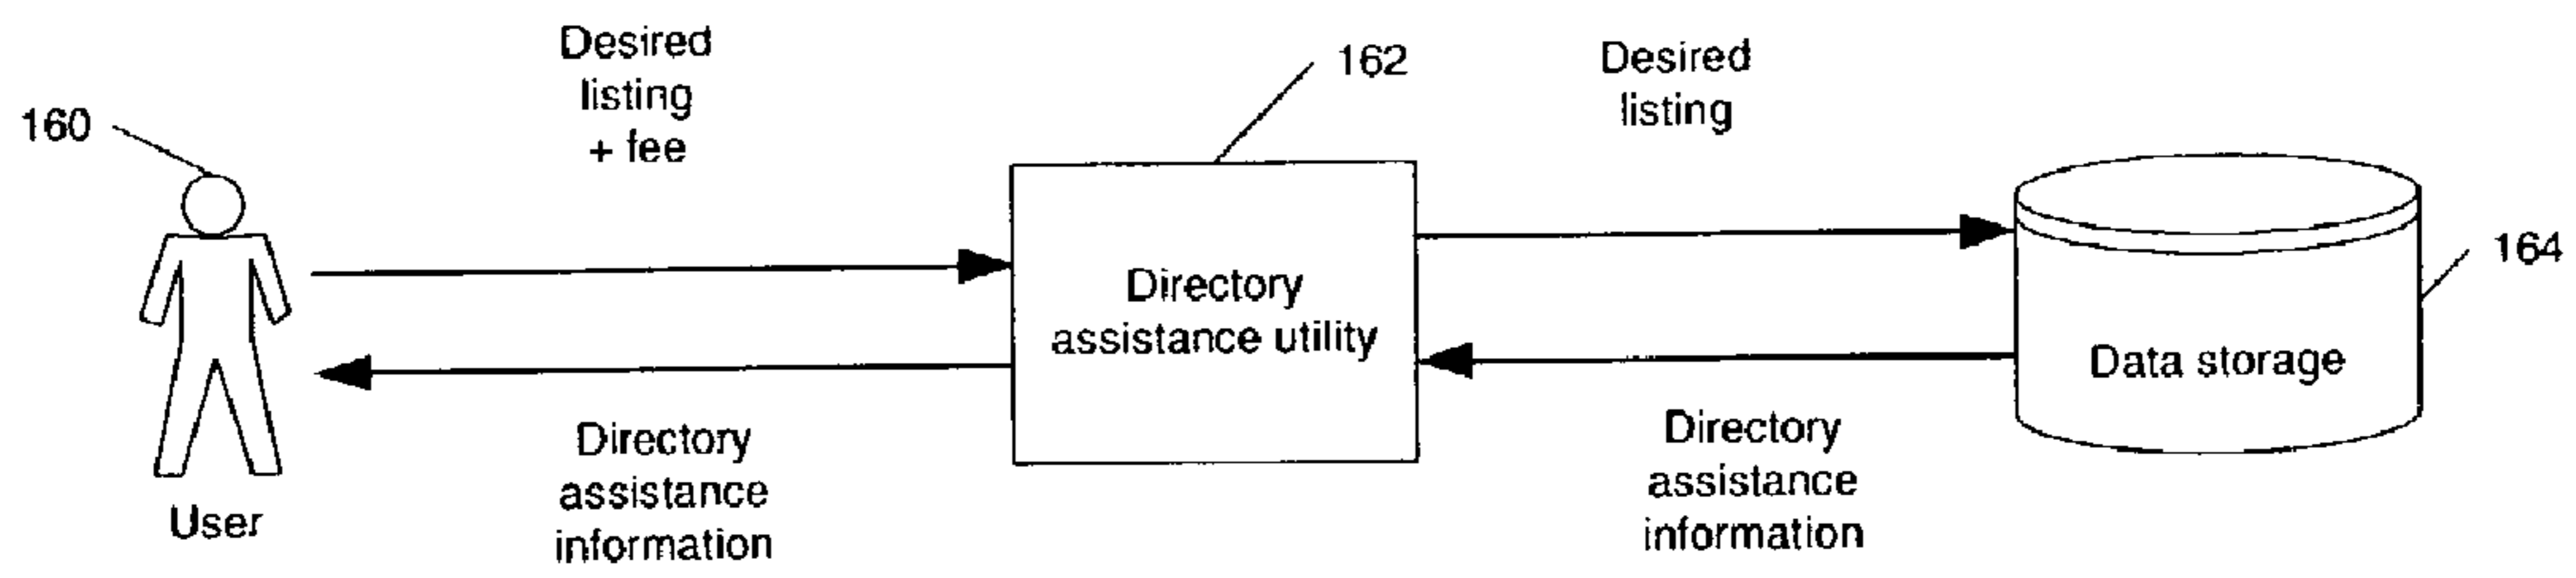 160
Desired
listing
+ fee
162
Desired
listing
164
Directory
assistance utility
Data storage
User
Directory
assistance
information
Directory
assistance
information